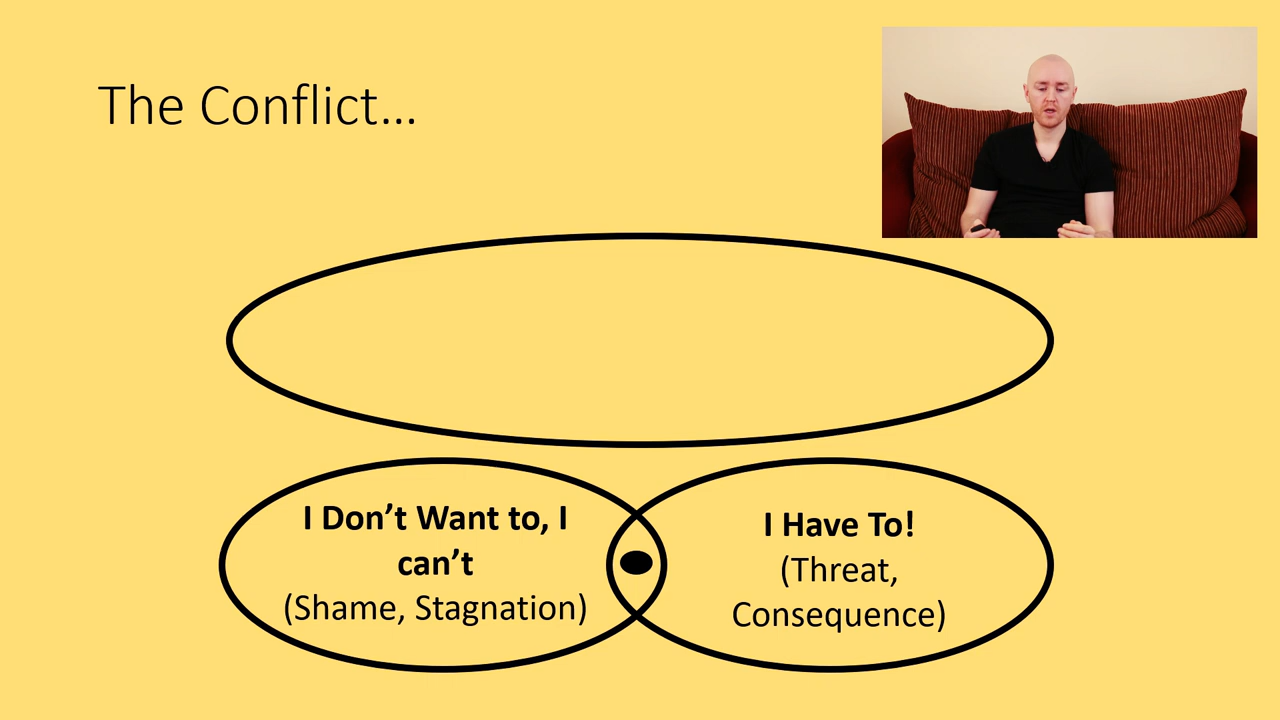 The Conflict...
I Don’t Want to, I
can’t
(Shame, Stagnation)
I Have To!
(Threat,
Consequence)